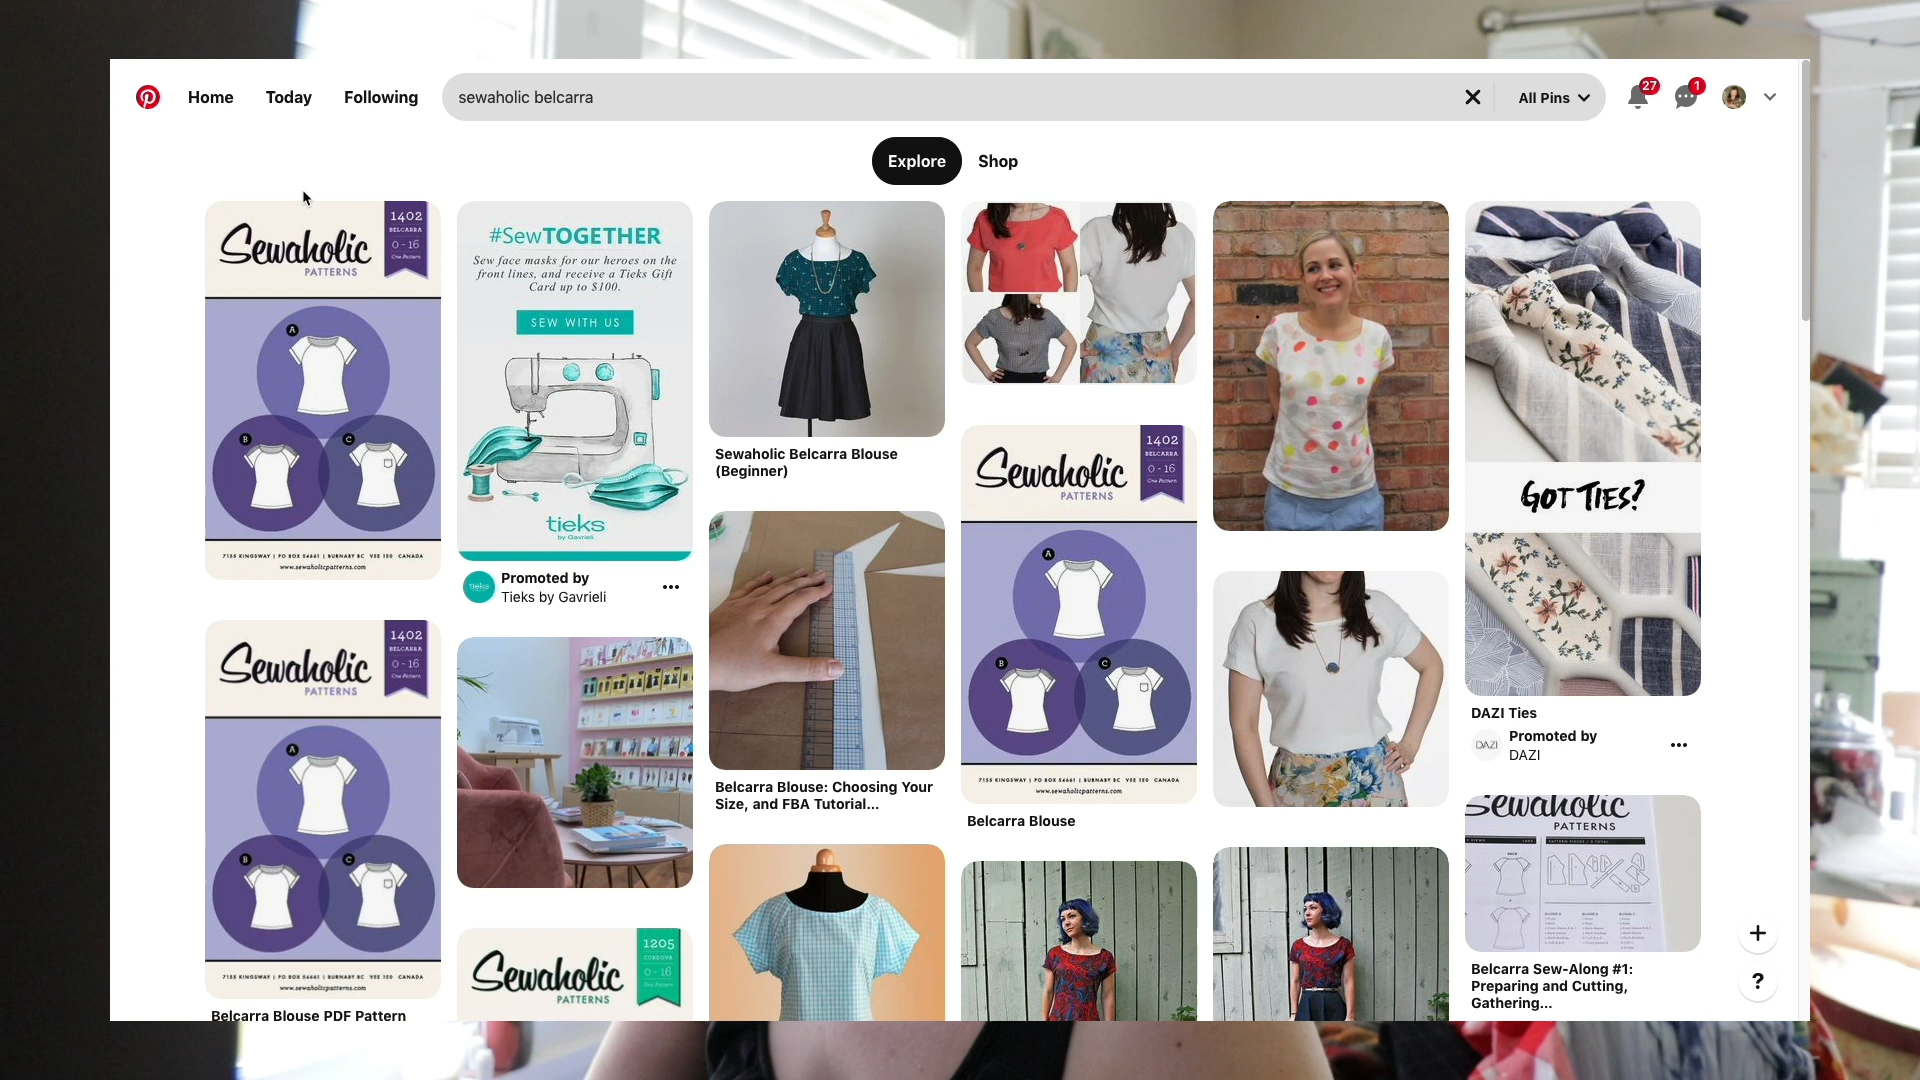 Home
Today
Following
sewaholic belcarra
All Pins
27
1
Explore
Shop
1402
BELCARRA
0 - 16
One Pattern
Sewaholic
PATTERNS
A
B
C
7155 KINGSWAY | PO BOX 54661 | BURNABY BC V5E 1E0 CANADA
www.sewaholicpatterns.com
1402
BELCARRA
0 - 16
One Pattern
Sewaholic
PATTERNS
A
B
C
7155 KINGSWAY | PO BOX 54661 | BURNABY BC V5E 1E0 CANADA
www.sewaholicpatterns.com
Belcarra Blouse PDF Pattern
#SewTOGETHER
Sew face masks for our heroes on the
front lines, and receive a Tieks Gift
Card up to $100.
SEW WITH US
tieks
by Gavrieli
tieks
Promoted by
Tieks by Gavrieli
1205
CORDOVA
0 - 16
One Pattern
Sewaholic
PATTERNS
Sewaholic Belcarra Blouse
(Beginner)
Belcarra Blouse: Choosing Your
Size, and FBA Tutorial...
1402
BELCARRA
0 - 16
One Pattern
Sewaholic
PATTERNS
A
B
C
7155 KINGSWAY | PO BOX 54661 | BURNABY BC V5E 1E0 CANADA
www.sewaholicpatterns.com
Belcarra Blouse
GOT TIES?
DAZI Ties
DAZI
Promoted by
DAZI
Sewaholic
PATTERNS
Belcarra Sew-Along #1:
Preparing and Cutting,
Gathering...
+
?